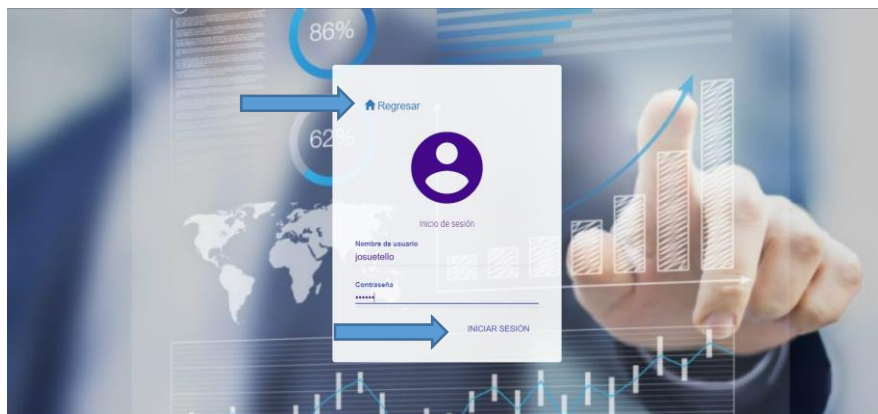 86%
Regresar
62%
Inicio de sesión
Nombre de usuario
josuetello
Contraseña
••••••
INICIAR SESIÓN